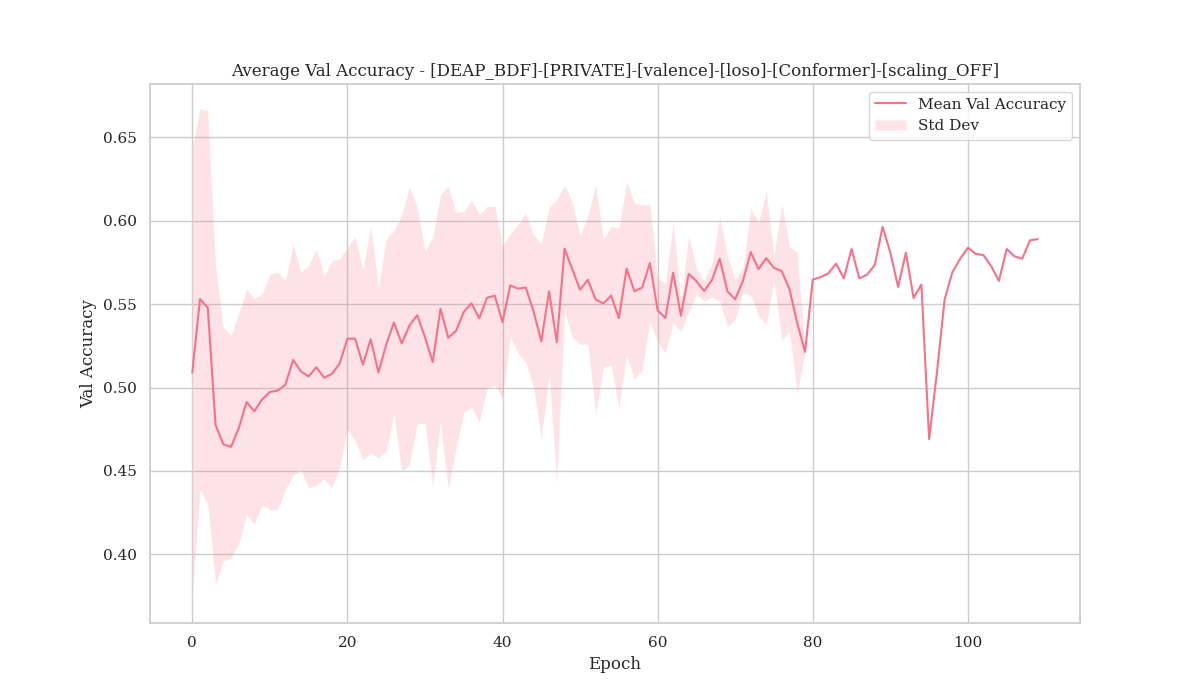 Average Val Accuracy - [DEAP_BDF]-[PRIVATE]-[valence]-[loso]-[Conformer]-[scaling_OFF]
Mean Val Accuracy
Std Dev
Val Accuracy
0.65
0.60
0.55
0.50
0.45
0.40
0 20 40 60 80 100
Epoch